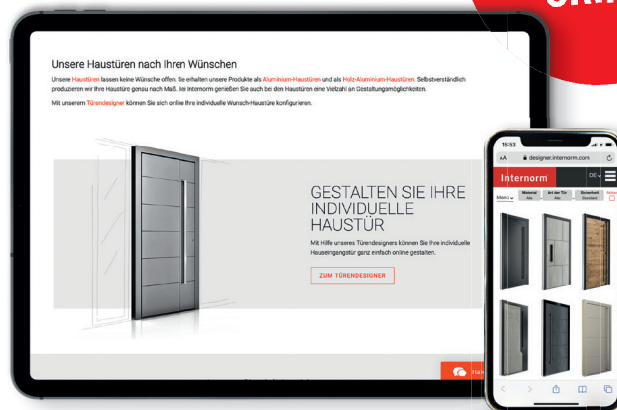 Unsere Haustüren nach Ihren Wünschen
Unsere Haustüren lassen keine Wünsche offen. Sie erhalten unsere Produkte als Aluminium-Haustüren und als Holz-Aluminium-Haustüren. Selbstverständlich
produzieren wir Ihre Haustüre genau nach Maß. Bei Internorm genießen Sie auch bei den Haustüren eine Vielzahl an Gestaltungsmöglichkeiten.
Mit unserem Türendesigner können Sie sich online Ihre individuelle Wunsch-Haustüre konfigurieren.
GESTALTEN SIE IHRE
INDIVIDUELLE
HAUSTÜR
Mit Hilfe unseres Türendesigners können Sie Ihre individuelle
Hauseingangstür ganz einfach online gestalten.
ZUM TÜRENDESIGNER
15:53
AA designer.internorm.com
Internorm DE
Menü Material Art der Tür Sicherheit
Alle Alle Standard